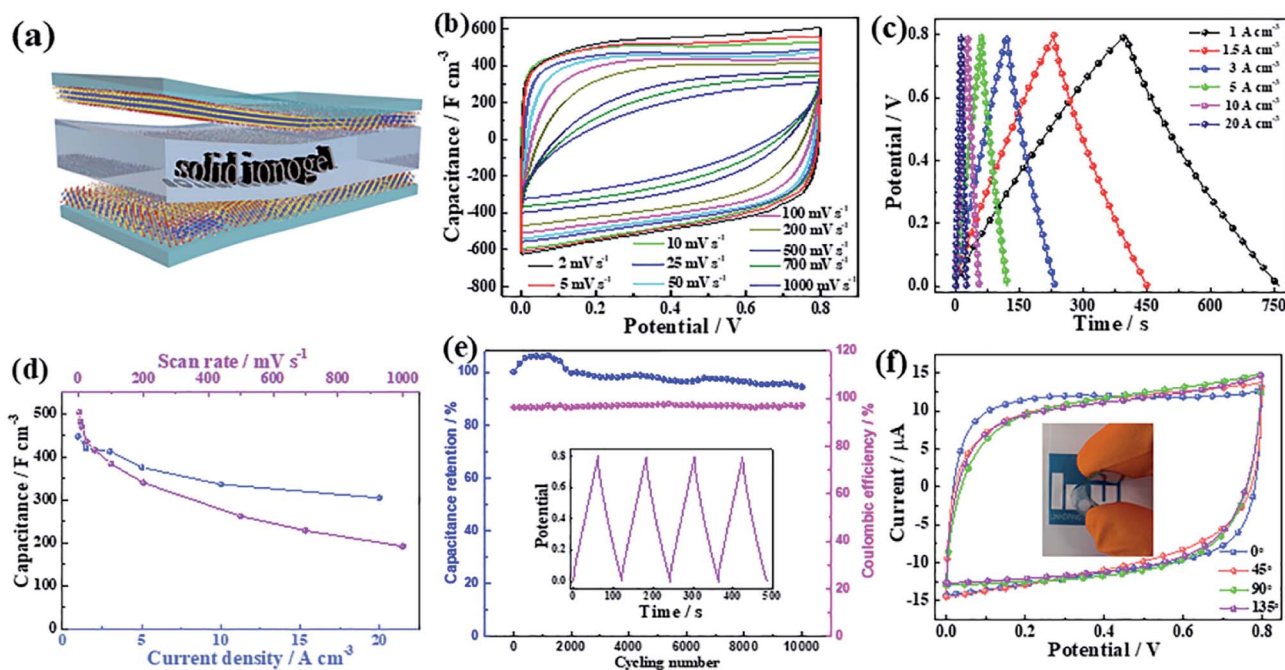 (a)
solid ionogel
(b)
Capacitance / F cm-3
600
400
200
0
-200
-400
-600
-800
100 mV s-1
200 mV s-1
10 mV s-1
500 mV s-1
2 mV s-1
25 mV s-1
700 mV s-1
5 mV s-1
50 mV s-1
1000 mV s-1
0.0
0.2
0.4
0.6
0.8
Potential / V
(c)
Potential / V
0.8
0.6
0.4
0.2
0.0
1 A cm-3
1.5 A cm-3
3 A cm-3
5 A cm-3
10 A cm-3
20 A cm-3
0
150
300
450
600
750
Time / s
(d)
Scan rate / mV s-1
0
200
400
600
800
1000
Capacitance / F cm-3
500
400
300
200
100
0
0
5
10
15
20
Current density / A cm-3
(e)
Capacitance retention / %
100
80
60
40
20
0
Coulombic efficiency / %
120
100
80
60
40
20
0
Potential
0.8
0.6
0.4
0.2
0.0
0
100
200
300
400
500
Time / s
0
2000
4000
6000
8000
10000
Cycling number
(f)
Current / μA
15
10
5
0
-5
-10
-15
0°
45°
90°
135°
0.0
0.2
0.4
0.6
0.8
Potential / V